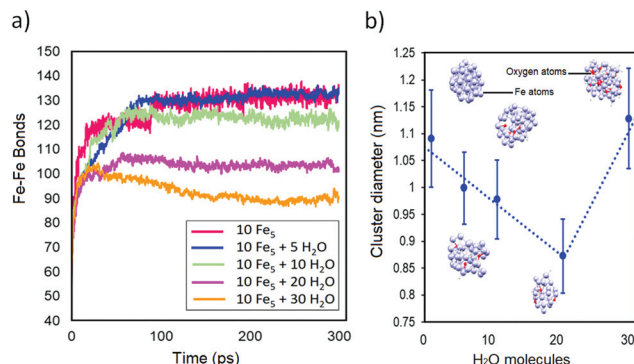 a)
150
140
130
120
110
100
90
80
70
60
50
Fe-Fe Bonds
0
100
200
300
Time (ps)
10 Fe₅
10 Fe₅ + 5 H₂O
10 Fe₅ + 10 H₂O
10 Fe₅ + 20 H₂O
10 Fe₅ + 30 H₂O
b)
1.25
1.2
1.15
1.1
1.05
1
0.95
0.9
0.85
0.8
0.75
Cluster diameter (nm)
Oxygen atoms
Fe atoms
0
10
20
30
H₂O molecules